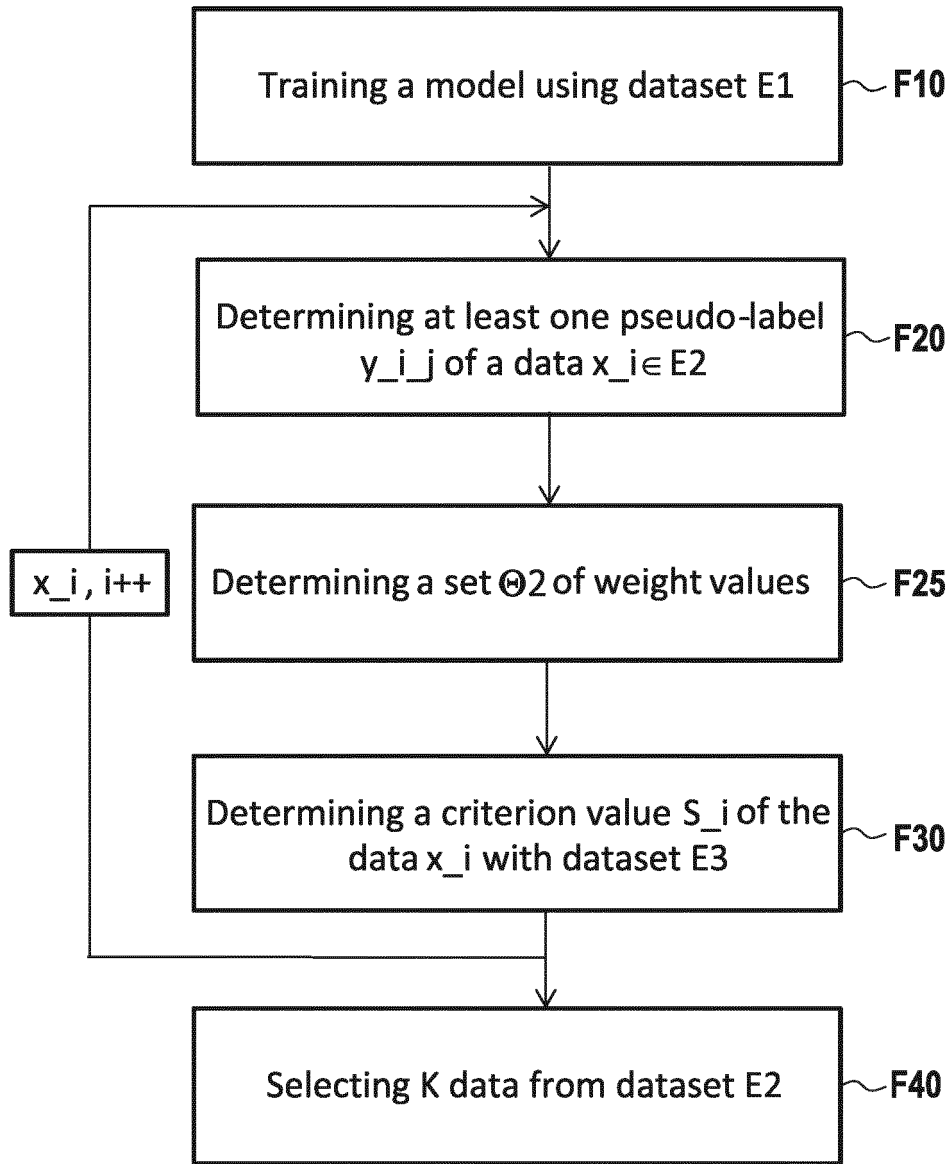 Training a model using dataset E1
F10
Determining at least one pseudo-label
y_i_j of a data x_i∈ E2
F20
x_i , i++
Determining a set Θ2 of weight values
F25
Determining a criterion value S_i of the
data x_i with dataset E3
F30
Selecting K data from dataset E2
F40